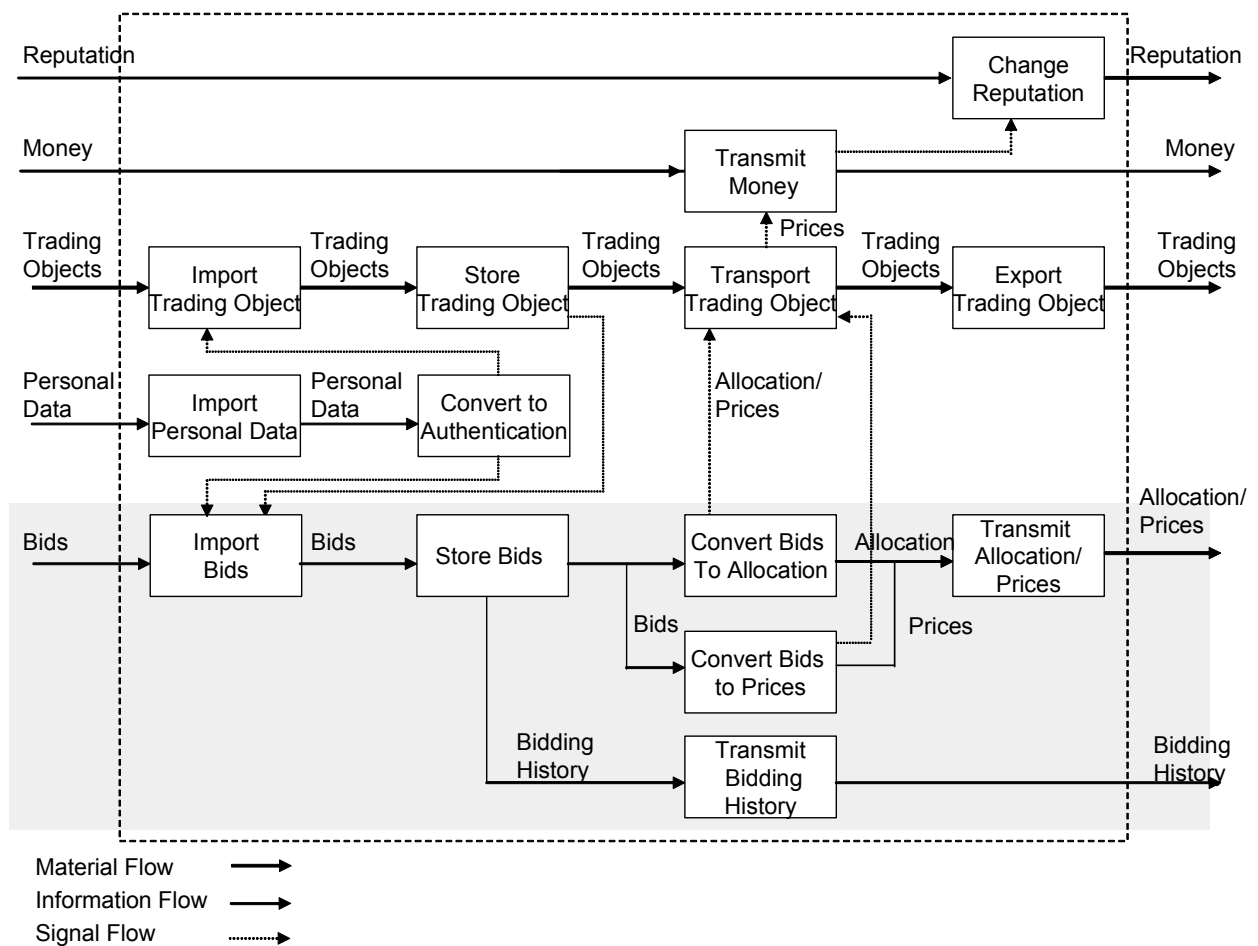 Reputation
Change
Reputation
Reputation
Money
Transmit
Money
Money
Prices
Trading
Objects
Import
Trading Object
Trading
Objects
Store
Trading Object
Trading
Objects
Transport
Trading Object
Trading
Objects
Export
Trading Object
Trading
Objects
Personal
Data
Import
Personal Data
Personal
Data
Convert to
Authentication
Allocation/
Prices
Bids
Import
Bids
Bids
Store Bids
Convert Bids
To Allocation
Allocation
Transmit
Allocation/
Prices
Allocation/
Prices
Bids
Convert Bids
to Prices
Prices
Bidding
History
Transmit
Bidding
History
Bidding
History
Material Flow
Information Flow
Signal Flow